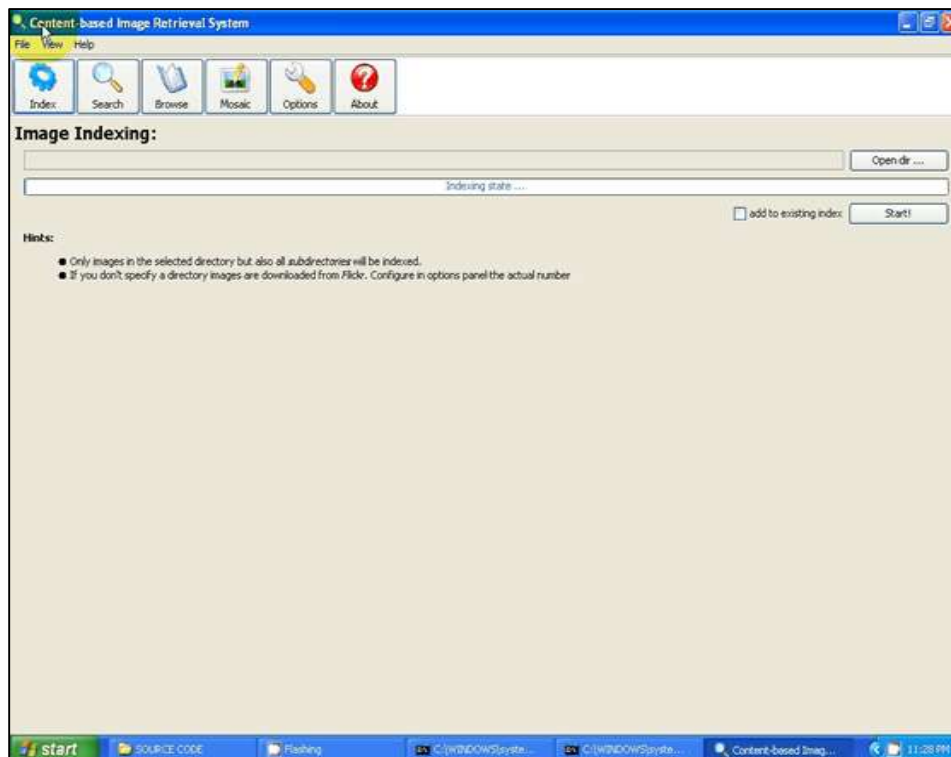 Content-based Image Retrieval System
File View Help
Index Search Browse Mosaic Options About
Image Indexing:
Open dir ...
Indexing state ...
add to existing index Start!
Hints:
Only images in the selected directory but also all subdirectories will be indexed.
If you don't specify a directory images are downloaded from Flickr. Configure in options panel the actual number
start SOURCE CODE Flashing C:\WINDOWS\syste... C:\WINDOWS\syste... Content-based Imag... 11:28 PM